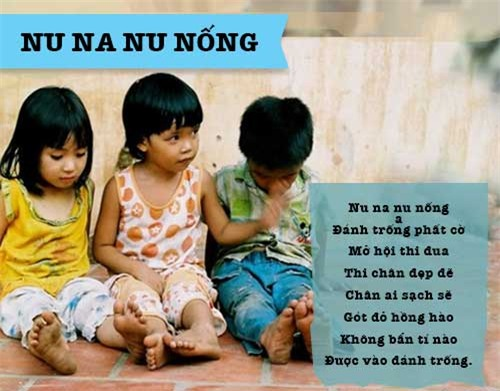 NU NA NU NỐNG
Nu na nu nống
a
Đánh trống phất cờ
Mở hội thi đua
Thi chân đẹp đẽ
Chân ai sạch sẽ
Gót đỏ hồng hào
Không bẩn tí nào
Được vào đánh trống.